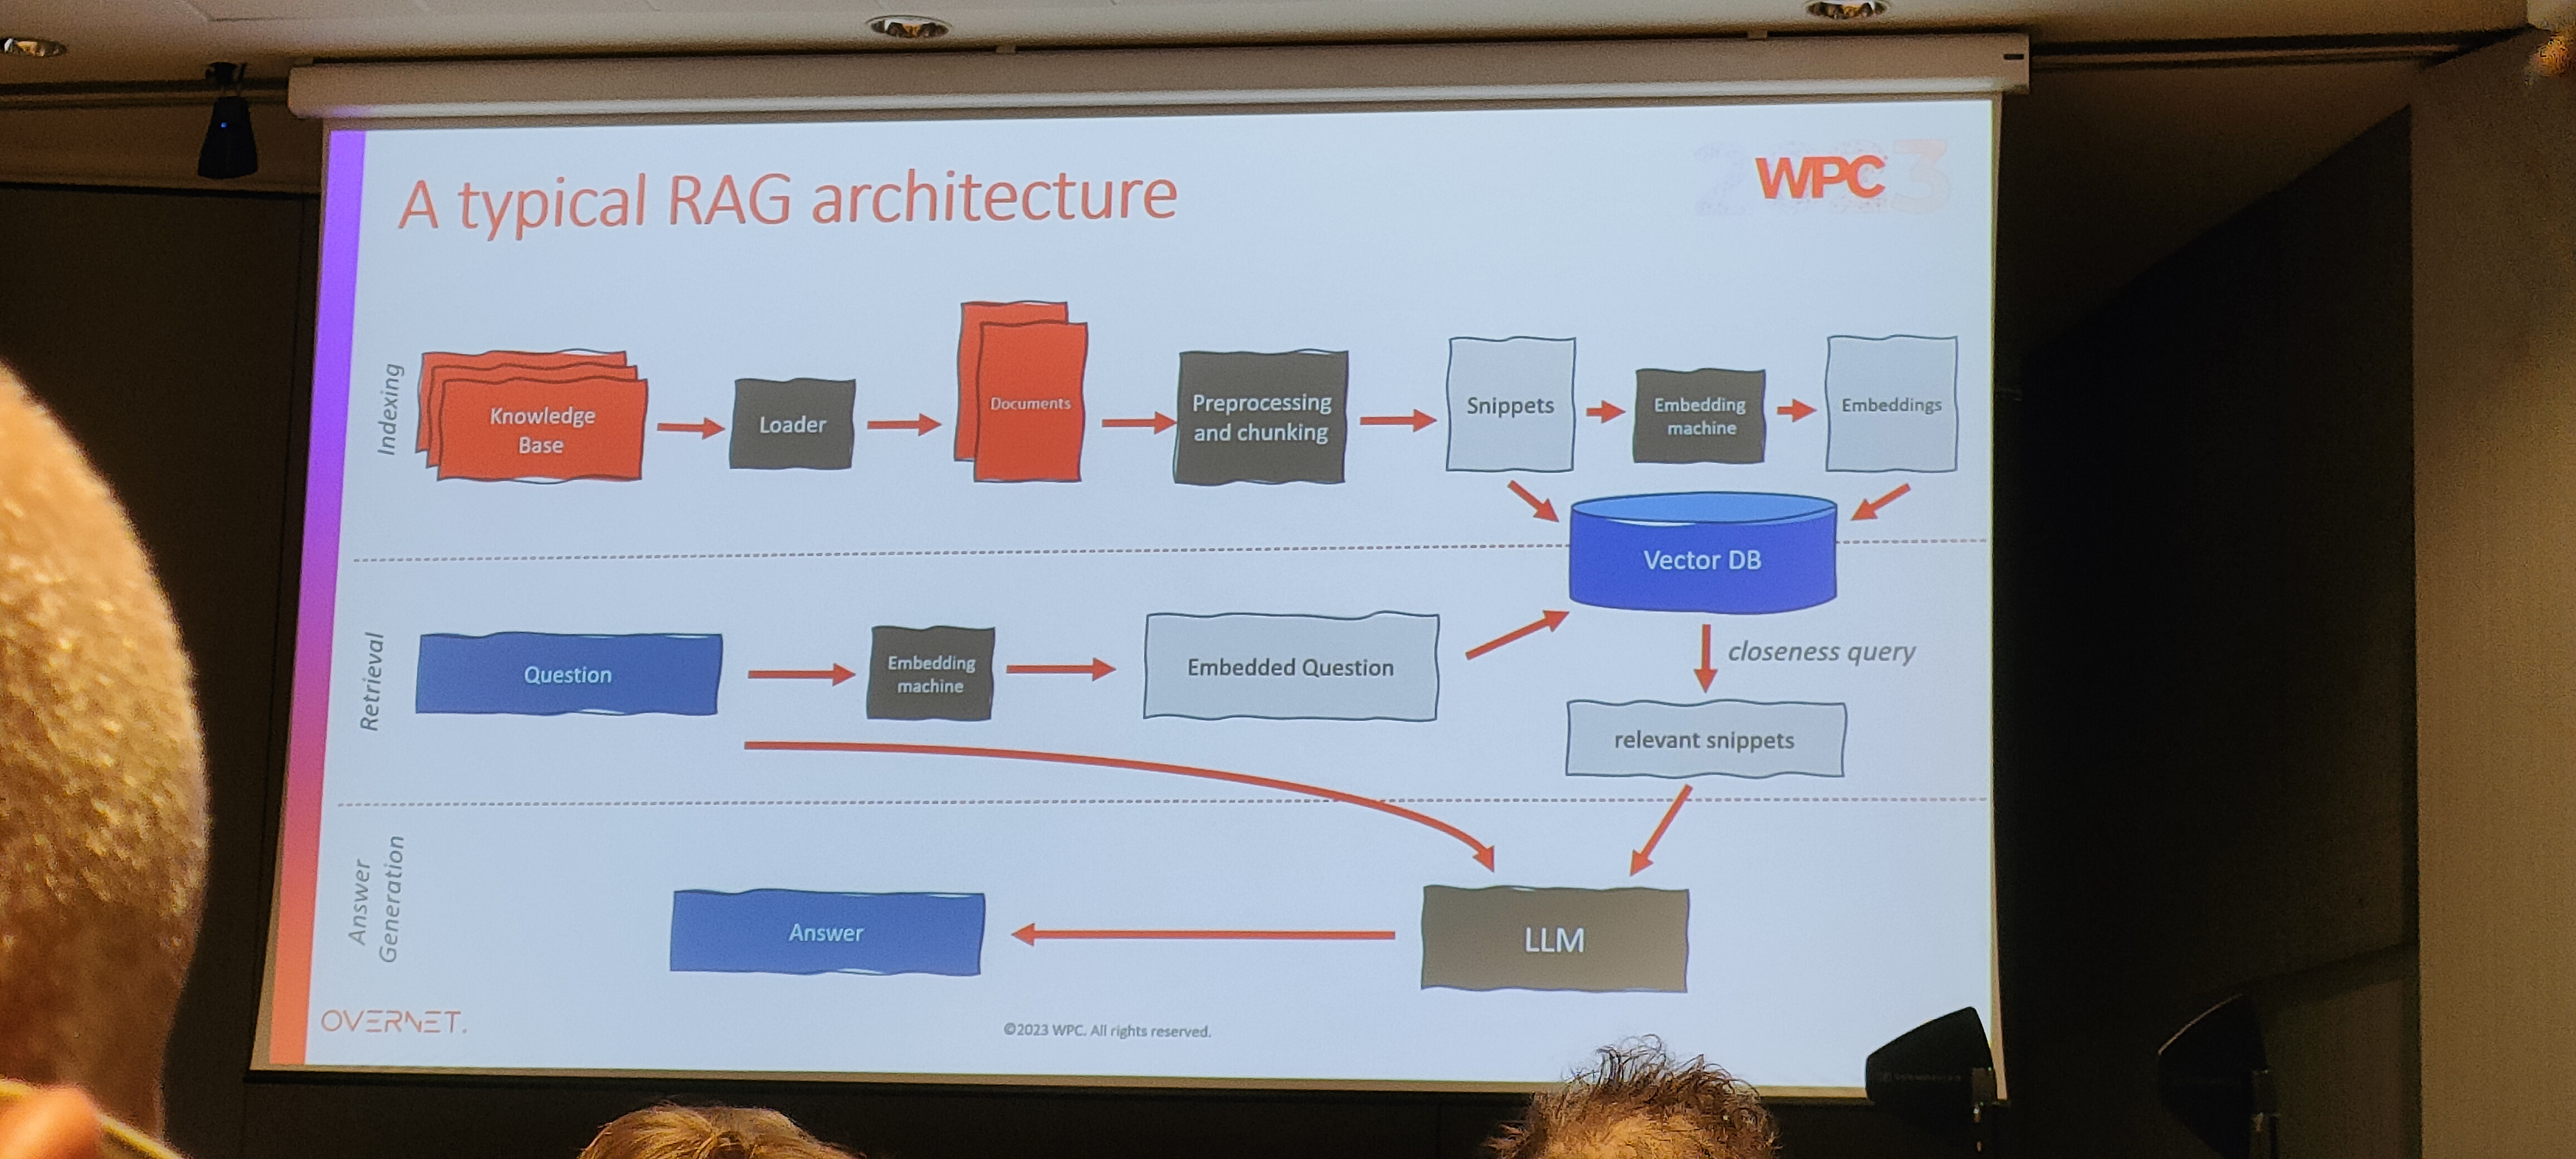 A typical RAG architecture
WPC
Indexing
Knowledge
Base
Loader
Documents
Preprocessing
and chunking
Snippets
Embedding
machine
Embeddings
Vector DB
Retrieval
Question
Embedding
machine
Embedded Question
closeness query
relevant snippets
Answer
Generation
Answer
LLM
OVERNET.
©2023 WPC. All rights reserved.